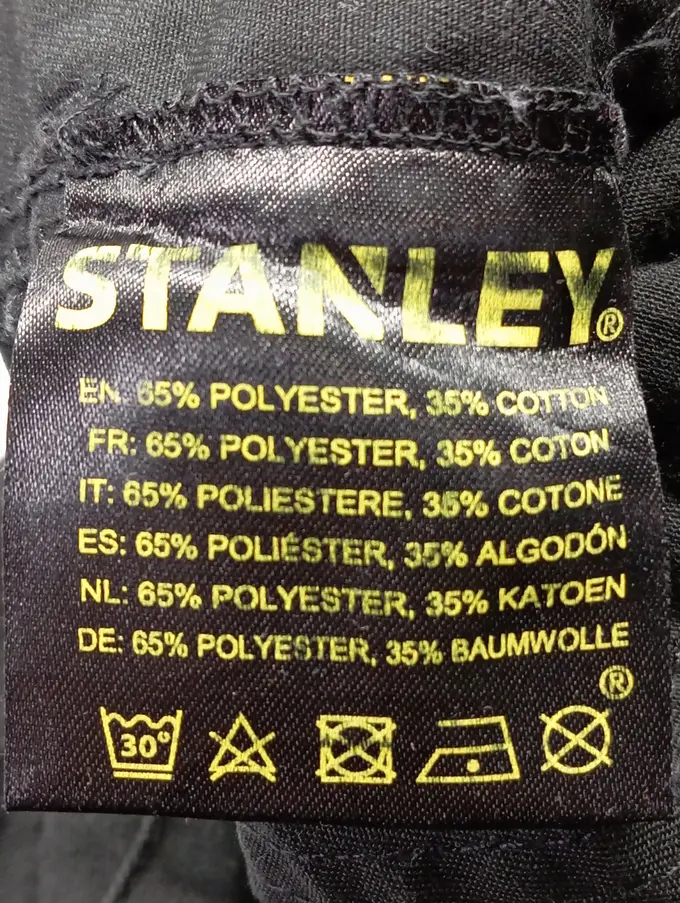 STANLEY®
EN: 65% POLYESTER, 35% COTTON
FR: 65% POLYESTER, 35% COTON
IT: 65% POLIESTERE, 35% COTONE
ES: 65% POLIÉSTER, 35% ALGODÓN
NL: 65% POLYESTER, 35% KATOEN
DE: 65% POLYESTER, 35% BAUMWOLLE
®
30°